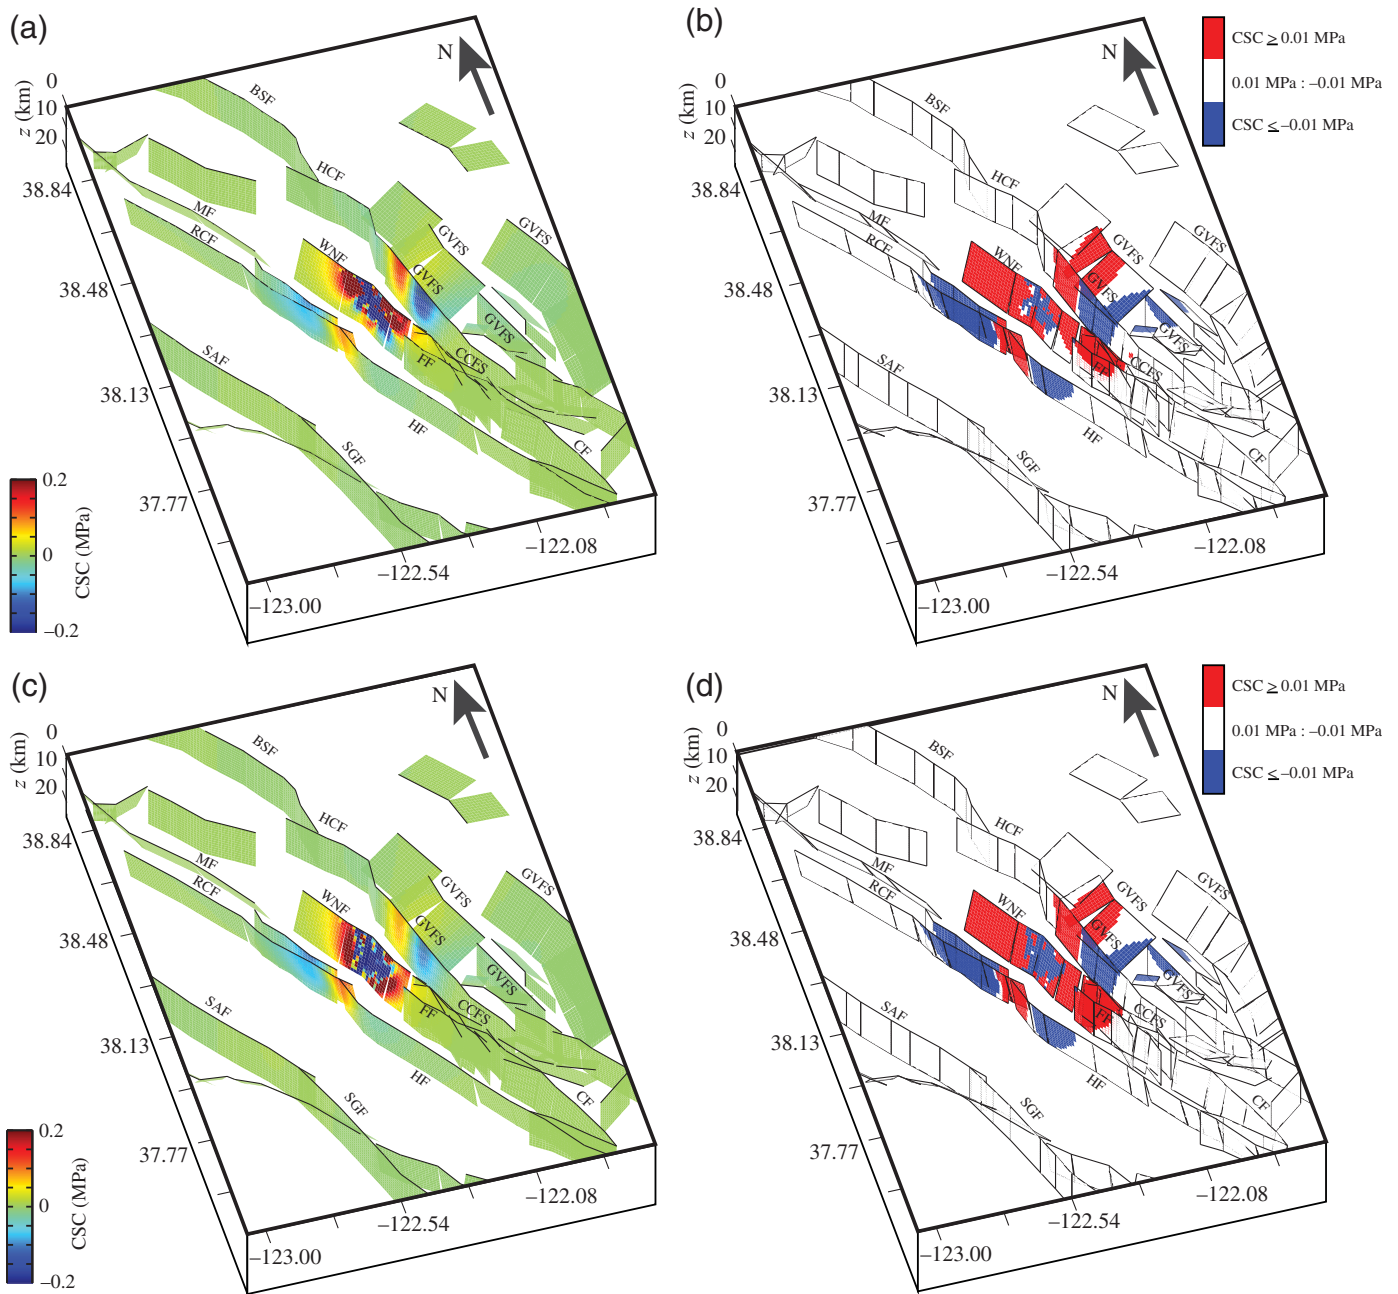 (a)
N
0
10
20
z (km)
38.84
38.48
38.13
37.77
BSF
HCF
MF
RCF
WNF
GVFS
GVFS
GVFS
GVFS
SAF
FF
CCFS
HF
SGF
CF
0.2
0
−0.2
CSC (MPa)
−123.00
−122.54
−122.08
(b)
N
CSC ≥ 0.01 MPa
0.01 MPa : −0.01 MPa
CSC ≤ −0.01 MPa
0
10
20
z (km)
38.84
38.48
38.13
37.77
BSF
HCF
MF
RCF
WNF
GVFS
GVFS
GVFS
GVFS
SAF
FF
CCFS
HF
SGF
CF
−123.00
−122.54
−122.08
(c)
N
0
10
20
z (km)
38.84
38.48
38.13
37.77
BSF
HCF
MF
RCF
WNF
GVFS
GVFS
GVFS
GVFS
SAF
FF
CCFS
HF
SGF
CF
0.2
0
−0.2
CSC (MPa)
−123.00
−122.54
−122.08
(d)
N
CSC ≥ 0.01 MPa
0.01 MPa : −0.01 MPa
CSC ≤ −0.01 MPa
0
10
20
z (km)
38.84
38.48
38.13
37.77
BSF
HCF
MF
RCF
WNF
GVFS
GVFS
GVFS
GVFS
SAF
FF
CCFS
HF
SGF
CF
−123.00
−122.54
−122.08